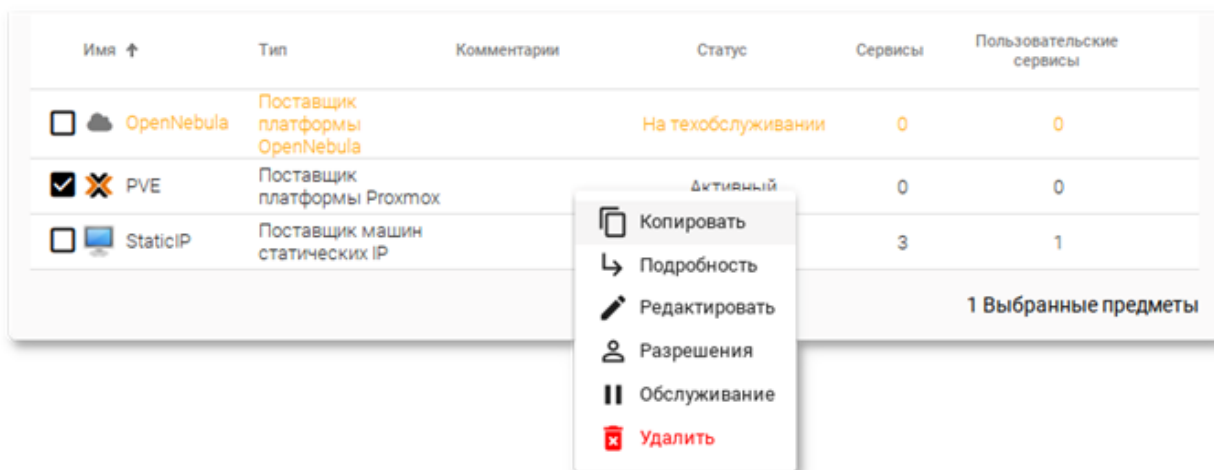 Имя Тип Комментарии Статус Сервисы Пользовательские
сервисы
Поставщик
OpenNebula платформы На техобслуживании 0 0
OpenNebula
PVE Поставщик Активный 0 0
платформы Proxmox
StaticIP Поставщик машин 3 1
статических IP
1 Выбранные предметы
Копировать
Подробность
Редактировать
Разрешения
Обслуживание
Удалить